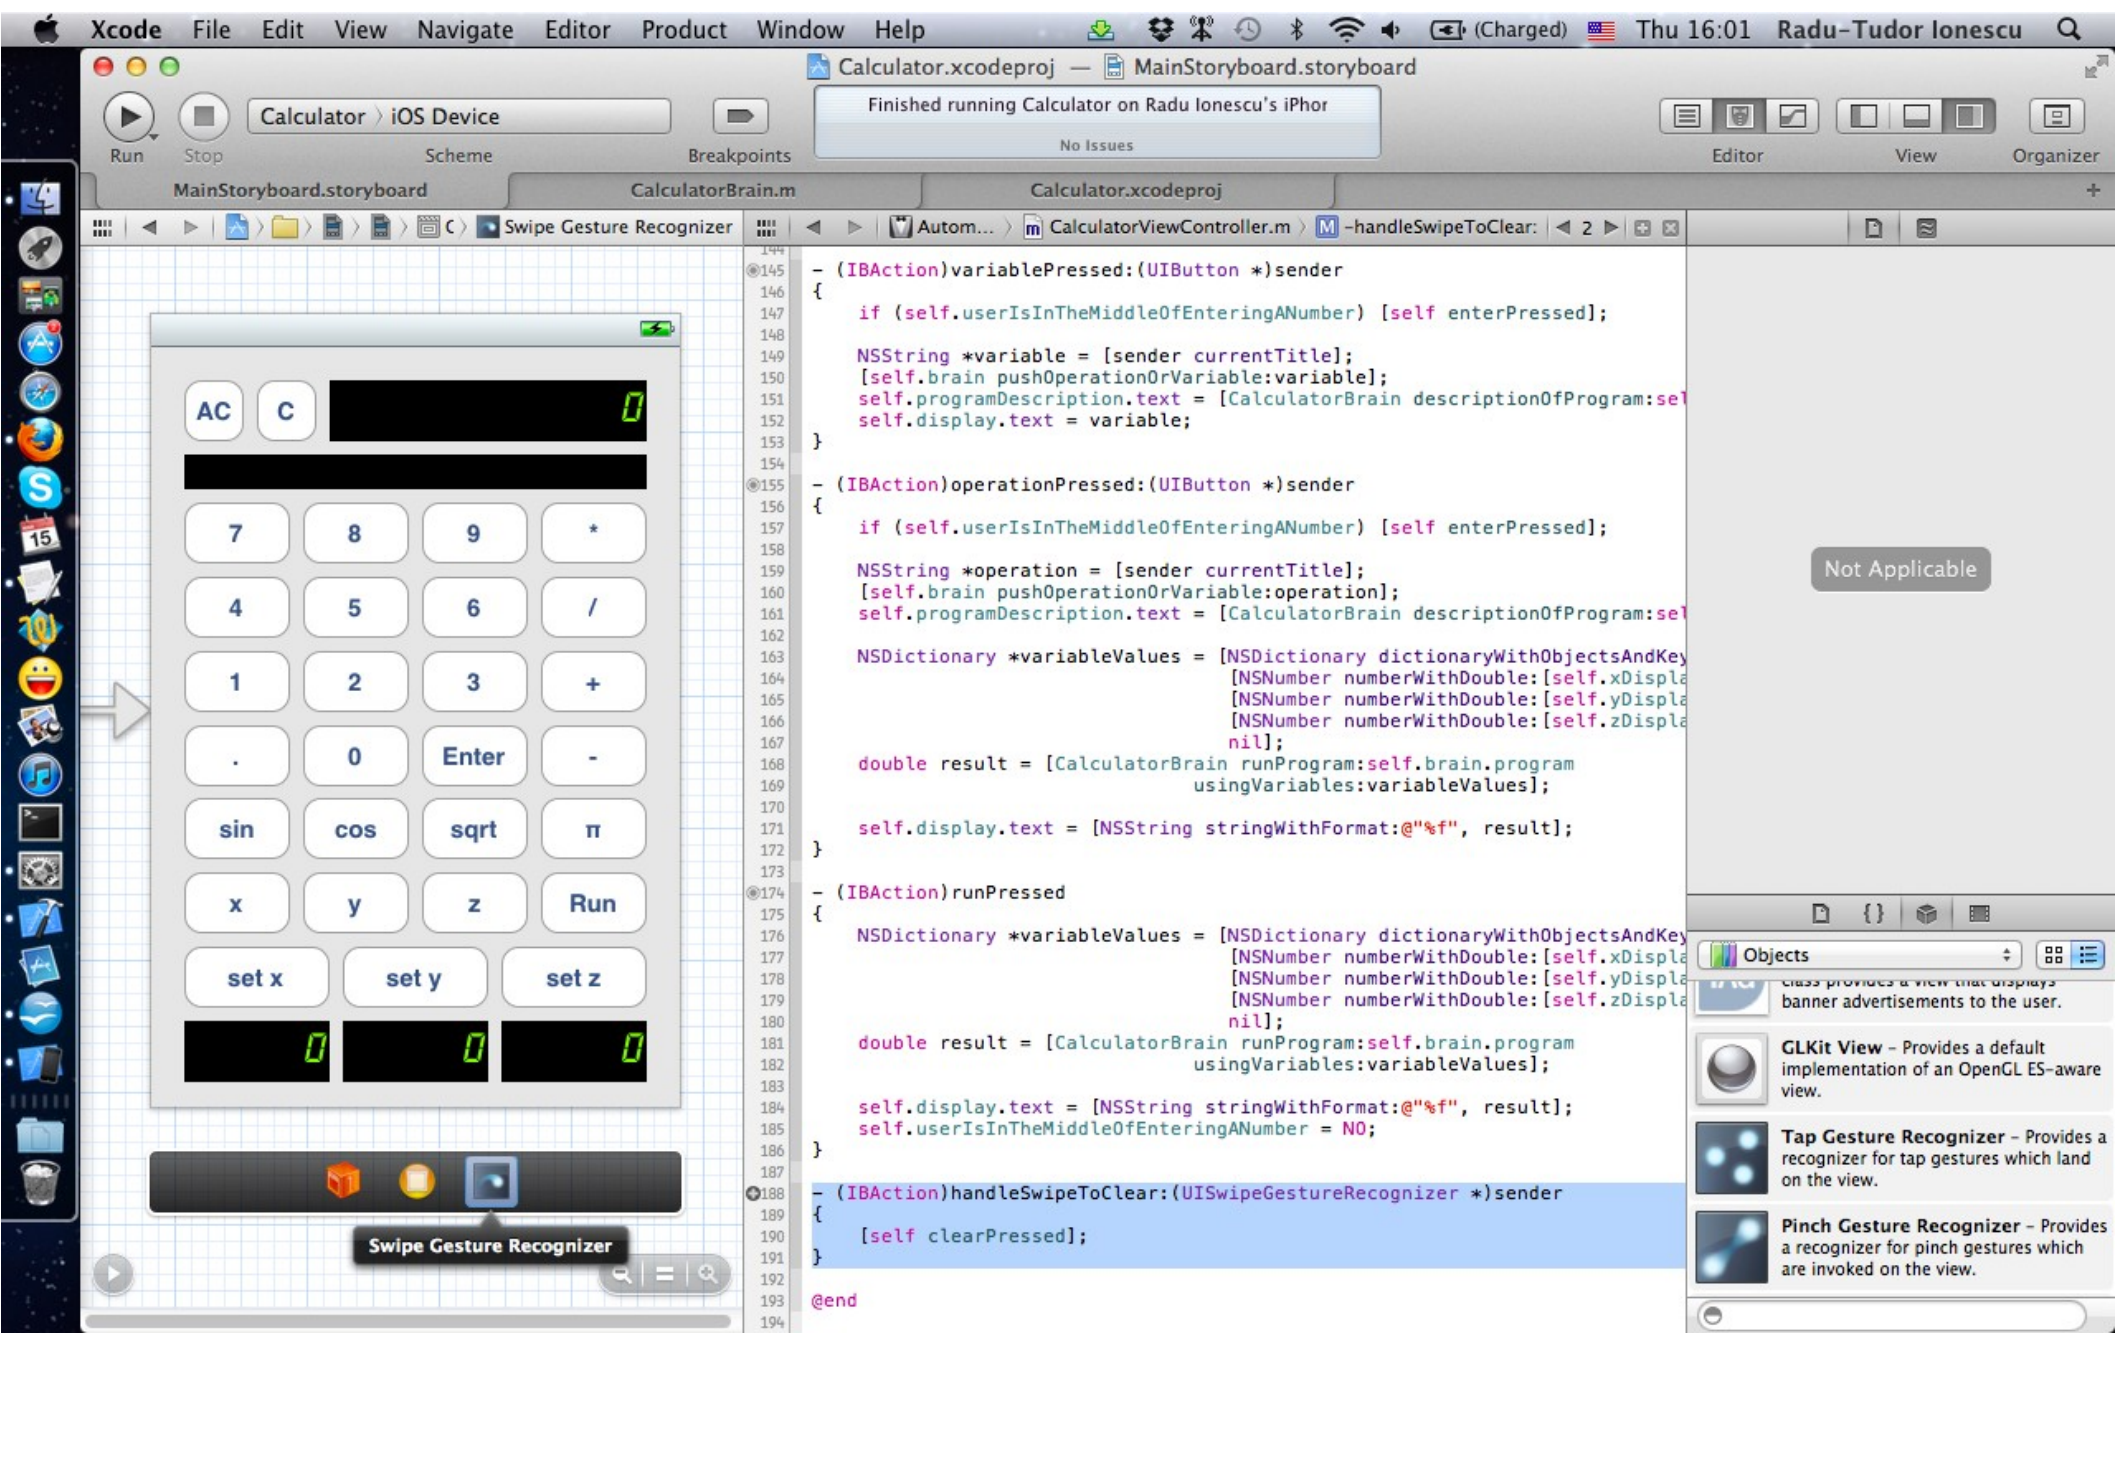 Xcode File Edit View Navigate Editor Product Window Help (Charged) Thu 16:01 Radu-Tudor Ionescu
Calculator.xcodeproj — MainStoryboard.storyboard
Calculator 〉 iOS Device
Finished running Calculator on Radu Ionescu's iPhor
No Issues
Run Stop Scheme Breakpoints Editor View Organizer
MainStoryboard.storyboard CalculatorBrain.m Calculator.xcodeproj +
C 〉 Swipe Gesture Recognizer
Autom... 〉 CalculatorViewController.m 〉 M -handleSwipeToClear: 2
AC C 0
7 8 9 *
4 5 6 /
1 2 3 +
. 0 Enter -
sin cos sqrt π
x y z Run
set x set y set z
0 0 0
Swipe Gesture Recognizer
15
144
145 - (IBAction)variablePressed:(UIButton *)sender
146 {
147 if (self.userIsInTheMiddleOfEnteringANumber) [self enterPressed];
148
149 NSString *variable = [sender currentTitle];
150 [self.brain pushOperationOrVariable:variable];
151 self.programDescription.text = [CalculatorBrain descriptionOfProgram:sel
152 self.display.text = variable;
153 }
154
155 - (IBAction)operationPressed:(UIButton *)sender
156 {
157 if (self.userIsInTheMiddleOfEnteringANumber) [self enterPressed];
158
159 NSString *operation = [sender currentTitle];
160 [self.brain pushOperationOrVariable:operation];
161 self.programDescription.text = [CalculatorBrain descriptionOfProgram:sel
162
163 NSDictionary *variableValues = [NSDictionary dictionaryWithObjectsAndKey
164 [NSNumber numberWithDouble:[self.xDispla
165 [NSNumber numberWithDouble:[self.yDispla
166 [NSNumber numberWithDouble:[self.zDispla
167 nil];
168 double result = [CalculatorBrain runProgram:self.brain.program
169 usingVariables:variableValues];
170
171 self.display.text = [NSString stringWithFormat:@"%f", result];
172 }
173
174 - (IBAction)runPressed
175 {
176 NSDictionary *variableValues = [NSDictionary dictionaryWithObjectsAndKey
177 [NSNumber numberWithDouble:[self.xDispla
178 [NSNumber numberWithDouble:[self.yDispla
179 [NSNumber numberWithDouble:[self.zDispla
180 nil];
181 double result = [CalculatorBrain runProgram:self.brain.program
182 usingVariables:variableValues];
183
184 self.display.text = [NSString stringWithFormat:@"%f", result];
185 self.userIsInTheMiddleOfEnteringANumber = NO;
186 }
187
188 - (IBAction)handleSwipeToClear:(UISwipeGestureRecognizer *)sender
189 {
190 [self clearPressed];
191 }
192
193 @end
194
Not Applicable
{}
Objects
iAd
class provides a view that displays
banner advertisements to the user.
GLKit View - Provides a default
implementation of an OpenGL ES-aware
view.
Tap Gesture Recognizer - Provides a
recognizer for tap gestures which land
on the view.
Pinch Gesture Recognizer - Provides
a recognizer for pinch gestures which
are invoked on the view.